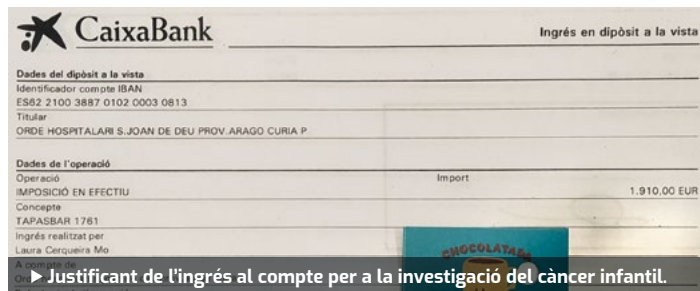 CaixaBank
Ingrés en dipòsit a la vista
Dades del dipòsit a la vista
Identificador compte IBAN
ES62 2100 3887 0102 0003 0813
Titular
ORDE HOSPITALARI S.JOAN DE DEU PROV.ARAGO CURIA P
Dades de l'operació
Operació Import
IMPOSICIÓ EN EFECTIU 1.910,00 EUR
Concepte
TAPASBAR 1761
Ingrés realitzat per
Laura Cerqueira Mo
A compte de
CHOCOLATADA
Justificant de l'ingrés al compte per a la investigació del càncer infantil.